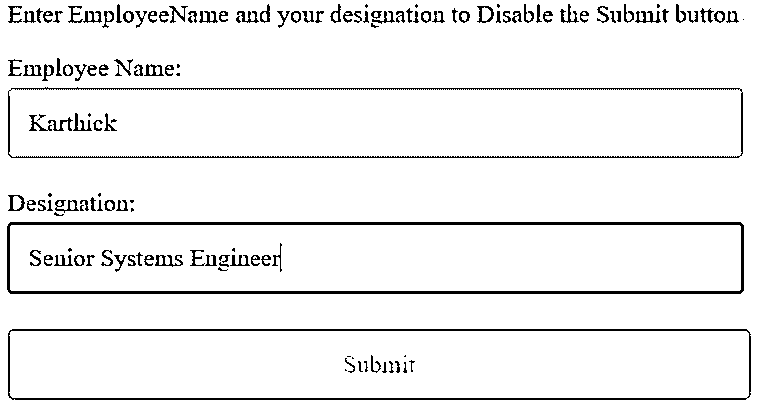 Enter EmployeeName and your designation to Disable the Submit button
Employee Name:
Karthick
Designation:
Senior Systems Engineer
Submit